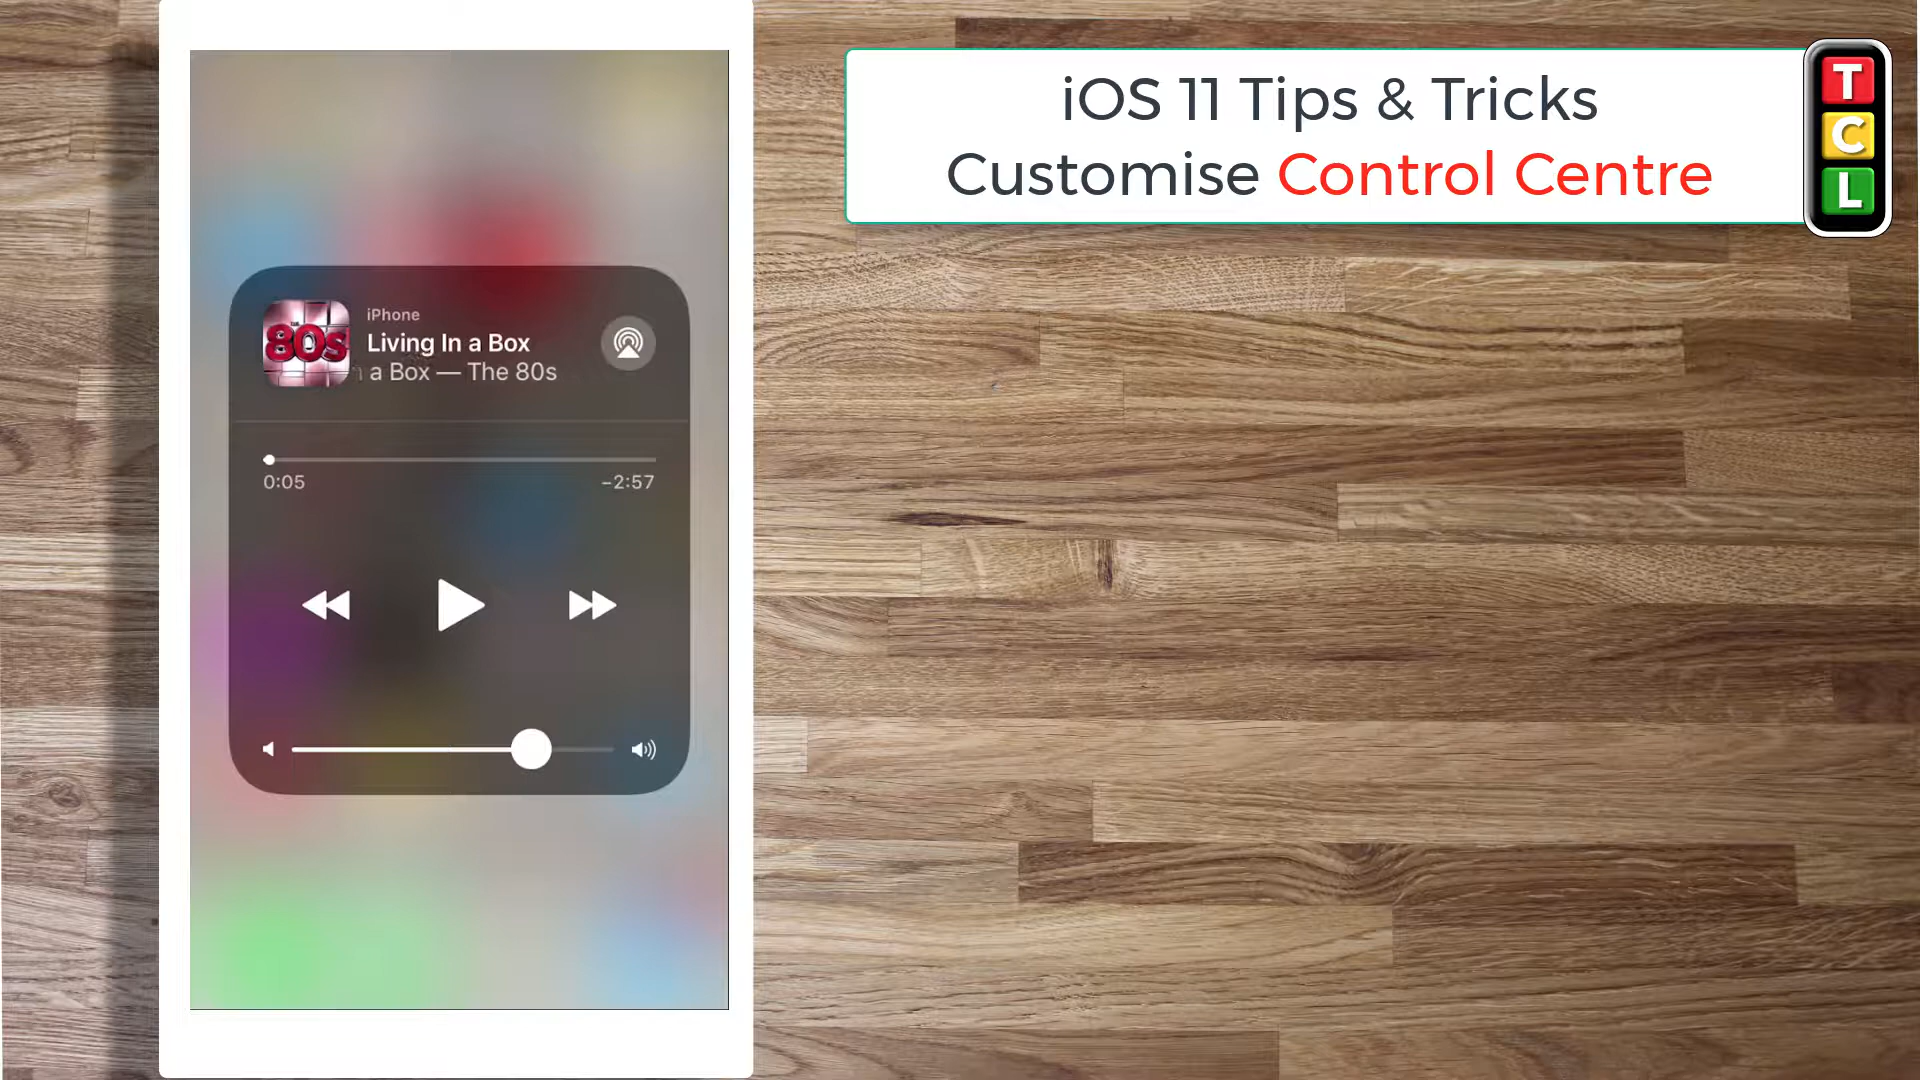 iOS 11 Tips & Tricks
Customise Control Centre
T
C
L
80s
iPhone
Living In a Box
a Box — The 80s
0:05
-2:57